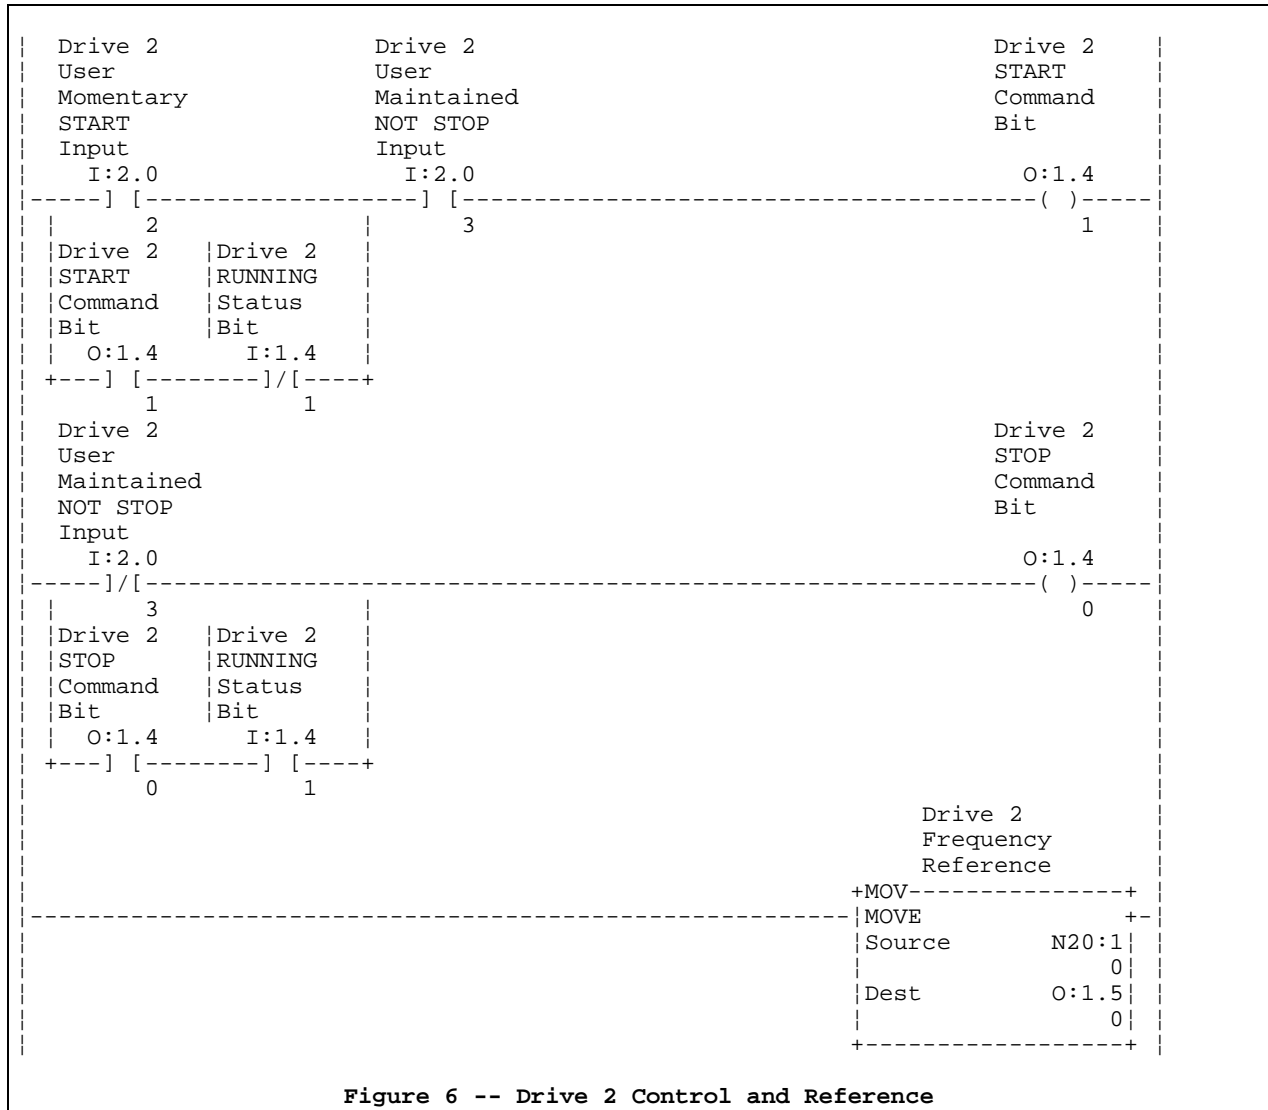 Drive 2 Drive 2 Drive 2
User User START
Momentary Maintained Command
START NOT STOP Bit
Input Input
I:2.0 I:2.0 O:1.4
-----] [-------------------] [----------------------------------------( )-----
2 3 1
Drive 2 Drive 2
START RUNNING
Command Status
Bit Bit
O:1.4 I:1.4
+---] [--------]/[----+
1 1
Drive 2 Drive 2
User STOP
Maintained Command
NOT STOP Bit
Input
I:2.0 O:1.4
-----]/[--------------------------------------------------------------( )-----
3 0
Drive 2 Drive 2
STOP RUNNING
Command Status
Bit Bit
O:1.4 I:1.4
+---] [--------] [----+
0 1
Drive 2
Frequency
Reference
+MOV---------------+
MOVE +-
Source N20:1
0
Dest O:1.5
0
+------------------+
Figure 6 -- Drive 2 Control and Reference